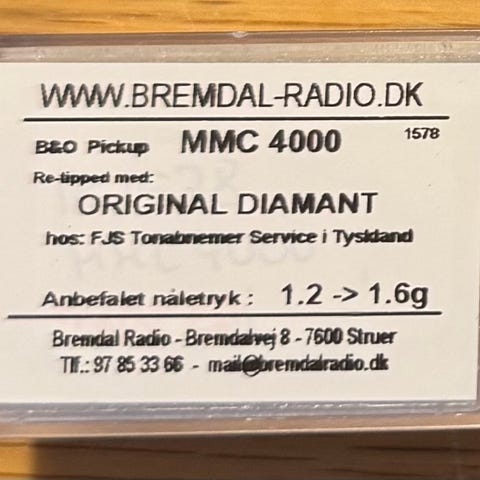 WWW.BREMDAL-RADIO.DK
B&O Pickup MMC 4000 1578
Re-tipped med:
ORIGINAL DIAMANT
hos: FJS Tonabnemer Service i Tyskland
Anbefalet nåletryk : 1.2 -> 1.6g
Bremdal Radio - Bremdalvej 8 - 7600 Struer
Tlf.: 97 85 33 66 - mail@bremdalradio.dk